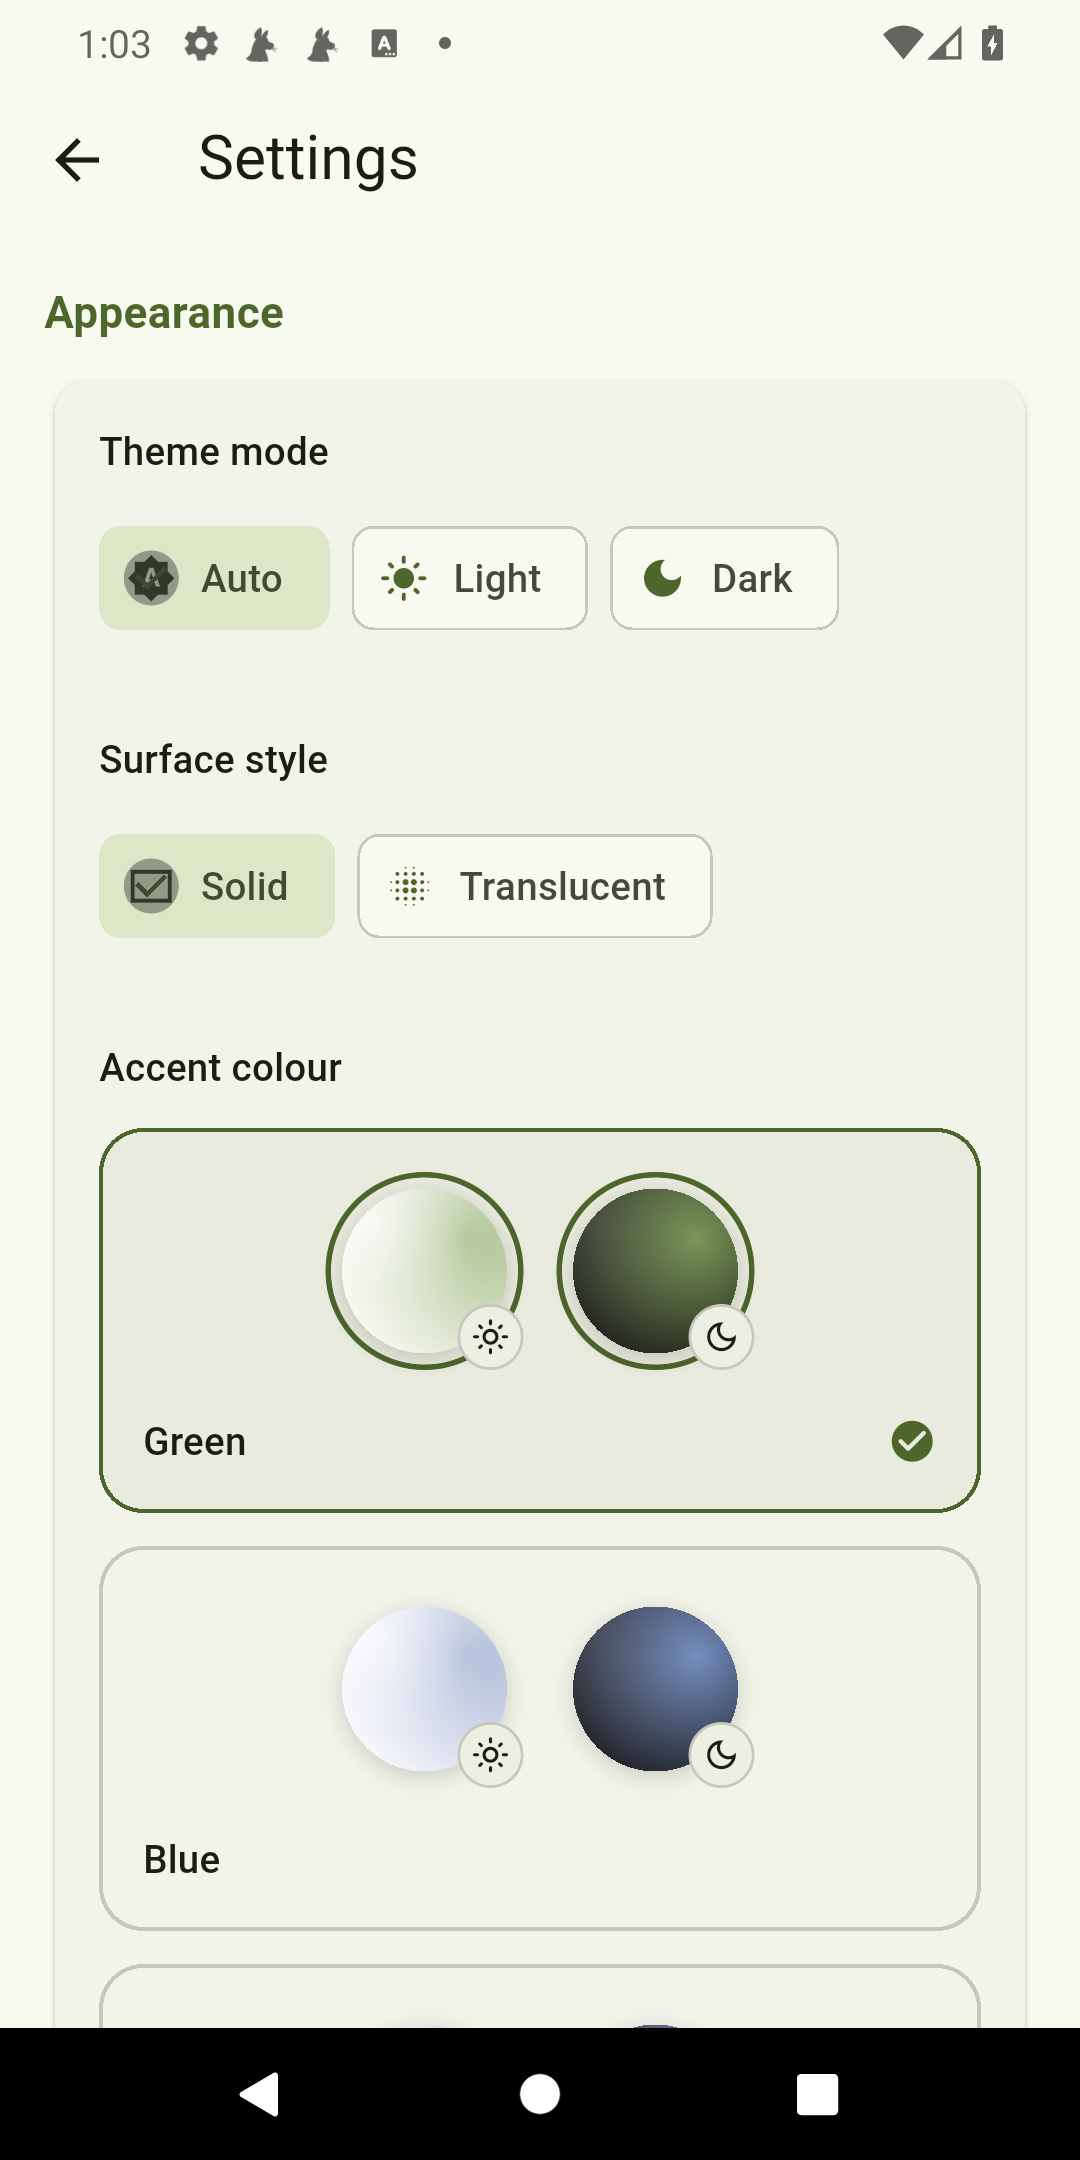 1:03
Settings
Appearance
Theme mode
Auto
Light
Dark
Surface style
Solid
Translucent
Accent colour
Green
Blue